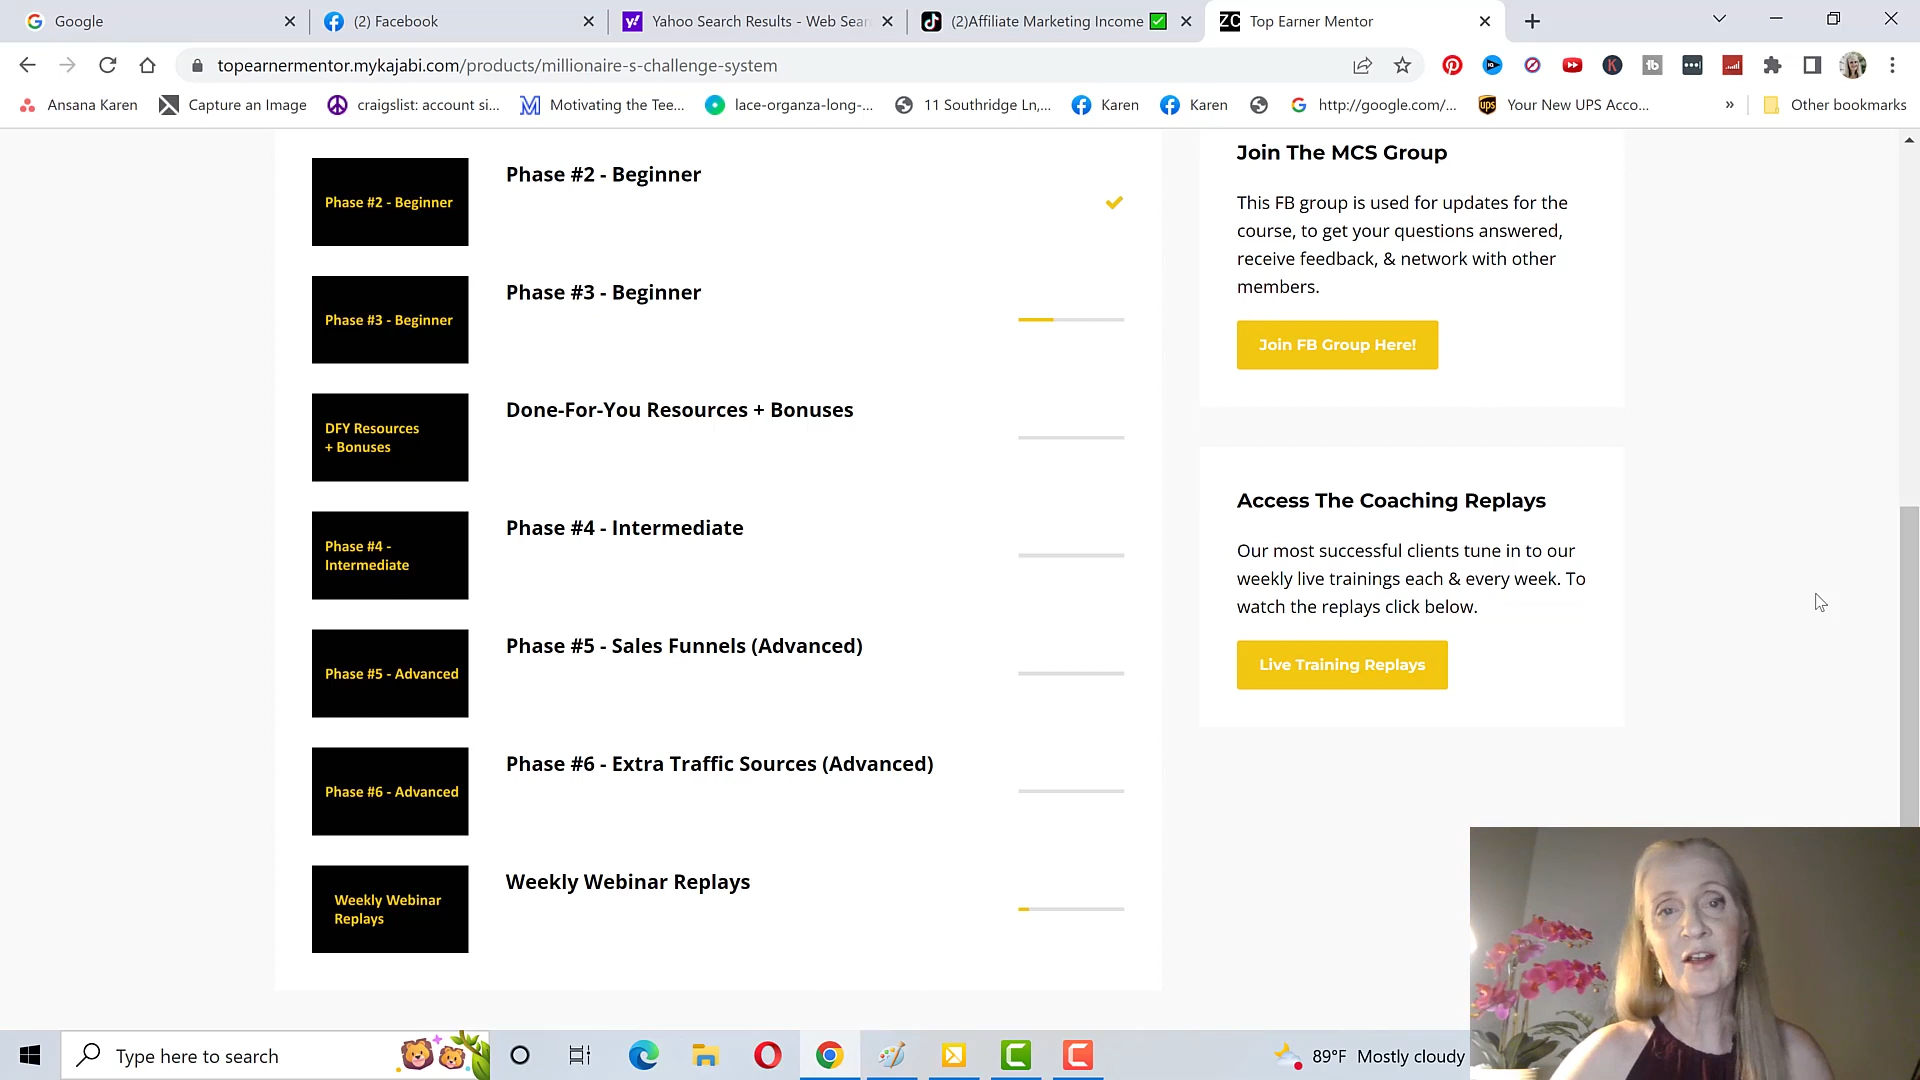 Google
(2) Facebook
Yahoo Search Results - Web Sear
(2)Affiliate Marketing Income ✅
ZC
Top Earner Mentor
topearnermentor.mykajabi.com/products/millionaire-s-challenge-system
Ansana Karen
Capture an Image
craigslist: account si...
Motivating the Tee...
lace-organza-long-...
11 Southridge Ln,...
Karen
Karen
http://google.com/...
ups
Your New UPS Acco...
»
Other bookmarks
Phase #2 - Beginner
Phase #2 - Beginner
Phase #3 - Beginner
Phase #3 - Beginner
DFY Resources
+ Bonuses
Done-For-You Resources + Bonuses
Phase #4 -
Intermediate
Phase #4 - Intermediate
Phase #5 - Advanced
Phase #5 - Sales Funnels (Advanced)
Phase #6 - Advanced
Phase #6 - Extra Traffic Sources (Advanced)
Weekly Webinar
Replays
Weekly Webinar Replays
Join The MCS Group
This FB group is used for updates for the
course, to get your questions answered,
receive feedback, & network with other
members.
Join FB Group Here!
Access The Coaching Replays
Our most successful clients tune in to our
weekly live trainings each & every week. To
watch the replays click below.
Live Training Replays
Type here to search
89°F Mostly cloudy